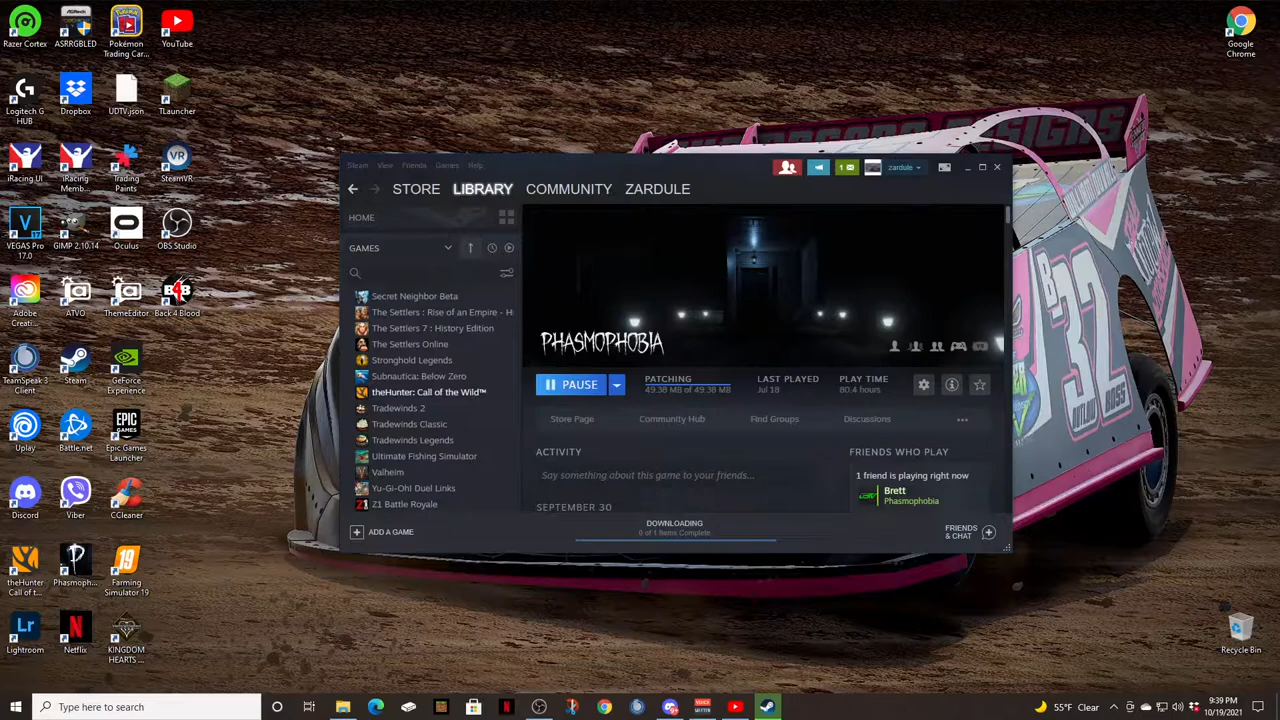 Razer Cortex
ASRRGBLED
Pokémon
Trading Car...
YouTube
Google
Chrome
Logitech G
HUB
Dropbox
UDTV.json
TLauncher
iRacing UI
iRacing
Memb...
Trading
Paints
SteamVR
VEGAS Pro
17.0
GIMP 2.10.14
Oculus
OBS Studio
Adobe
Creati...
ATVO
ThemeEditor
Back 4 Blood
TeamSpeak 3
Client
Steam
GeForce
Experience
Uplay
Battle.net
Epic Games
Launcher
Discord
Viber
CCleaner
theHunter
Call of t...
Phasmoph...
Farming
Simulator 19
Lightroom
Netflix
KINGDOM
HEARTS ...
Recycle Bin
Steam View Friends Games Help
1
zardule
STORE LIBRARY COMMUNITY ZARDULE
HOME
GAMES
Secret Neighbor Beta
The Settlers : Rise of an Empire - H
The Settlers 7 : History Edition
The Settlers Online
Stronghold Legends
Subnautica: Below Zero
theHunter: Call of the Wild™
Tradewinds 2
Tradewinds Classic
Tradewinds Legends
Ultimate Fishing Simulator
Valheim
Yu-Gi-Oh! Duel Links
Z1 Battle Royale
PHASMOPHOBIA
PAUSE
PATCHING
49.38 MB of 49.38 MB
LAST PLAYED
Jul 18
PLAY TIME
80.4 hours
Store Page Community Hub Find Groups Discussions
ACTIVITY
Say something about this game to your friends...
SEPTEMBER 30
FRIENDS WHO PLAY
1 friend is playing right now
Brett
Phasmophobia
ADD A GAME
DOWNLOADING
0 of 1 Items Complete
FRIENDS
& CHAT
B
37
Type here to search
55°F Clear
9:39 PM
10/19/2021